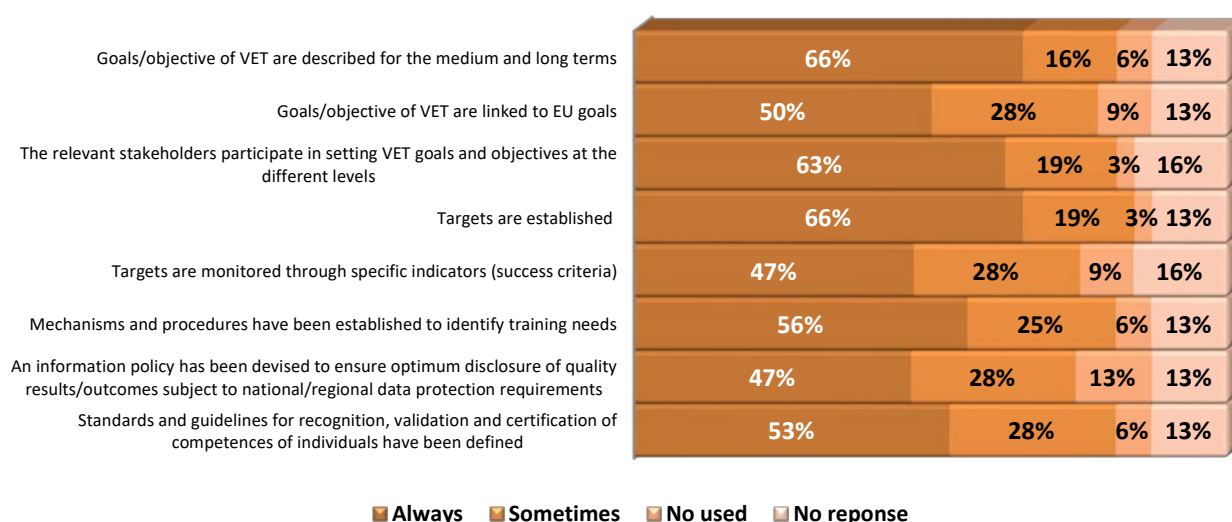 Goals/objective of VET are described for the medium and long terms
66% 16% 6% 13%
Goals/objective of VET are linked to EU goals
50% 28% 9% 13%
The relevant stakeholders participate in setting VET goals and objectives at the
different levels
63% 19% 3% 16%
Targets are established
66% 19% 3% 13%
Targets are monitored through specific indicators (success criteria)
47% 28% 9% 16%
Mechanisms and procedures have been established to identify training needs
56% 25% 6% 13%
An information policy has been devised to ensure optimum disclosure of quality
results/outcomes subject to national/regional data protection requirements
47% 28% 13% 13%
Standards and guidelines for recognition, validation and certification of
competences of individuals have been defined
53% 28% 6% 13%
Always Sometimes No used No reponse